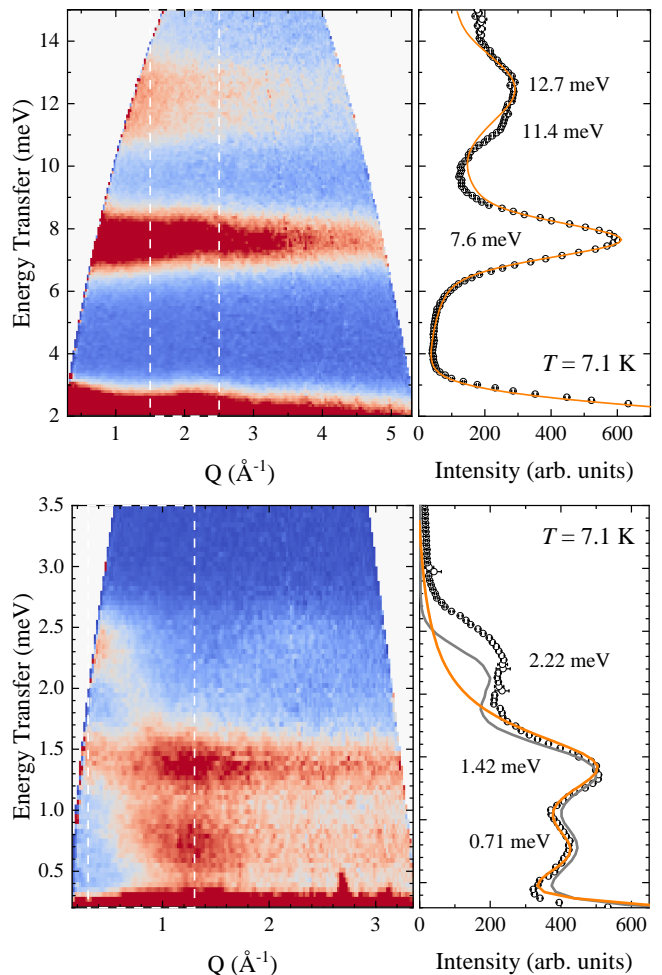 14
12
10
8
6
4
2
Energy Transfer (meV)
1 2 3 4 5
Q (Å-1)
12.7 meV
11.4 meV
7.6 meV
T = 7.1 K
0 200 400 600
Intensity (arb. units)
3.5
3.0
2.5
2.0
1.5
1.0
0.5
Energy Transfer (meV)
1 2 3
Q (Å-1)
T = 7.1 K
2.22 meV
1.42 meV
0.71 meV
0 200 400 600
Intensity (arb. units)